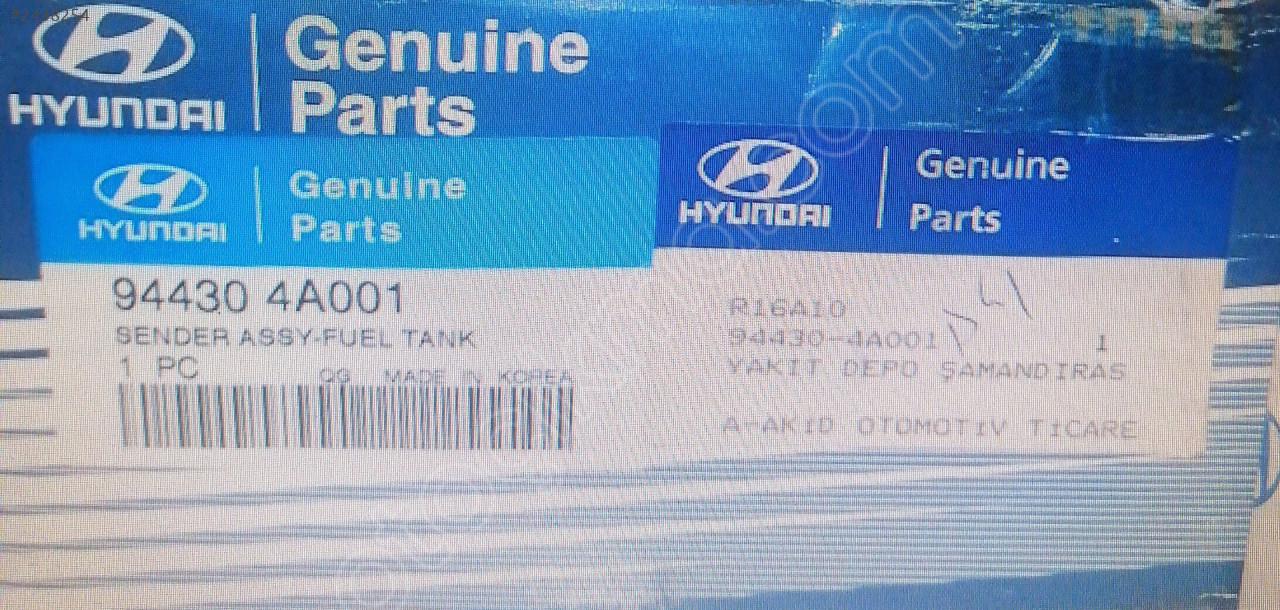 HYUNDAI
Genuine
Parts
HYUNDAI
Genuine
Parts
94430 4A001
SENDER ASSY-FUEL TANK
1 PC
MADE IN KOREA
HYUNDAI
Genuine
Parts
R16A10
94430-4A001 1
YAKIT DEPO ŞAMANDIRAS
A-AKID OTOMOTIV TICARE